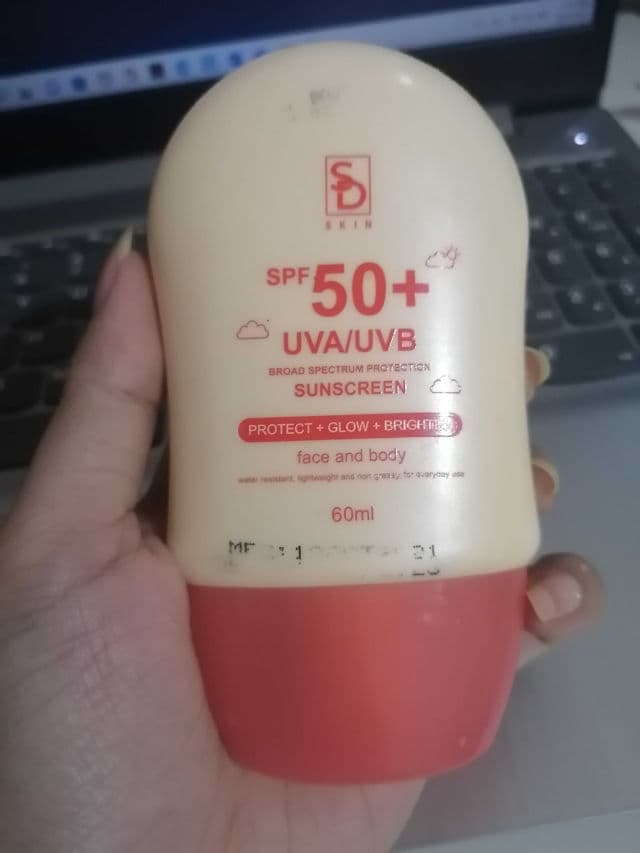 SD
SKIN
SPF 50+
UVA/UVB
BROAD SPECTRUM PROTECTION
SUNSCREEN
PROTECT + GLOW + BRIGHTEN
face and body
water resistant, lightweight and non greasy, for everyday use
60ml